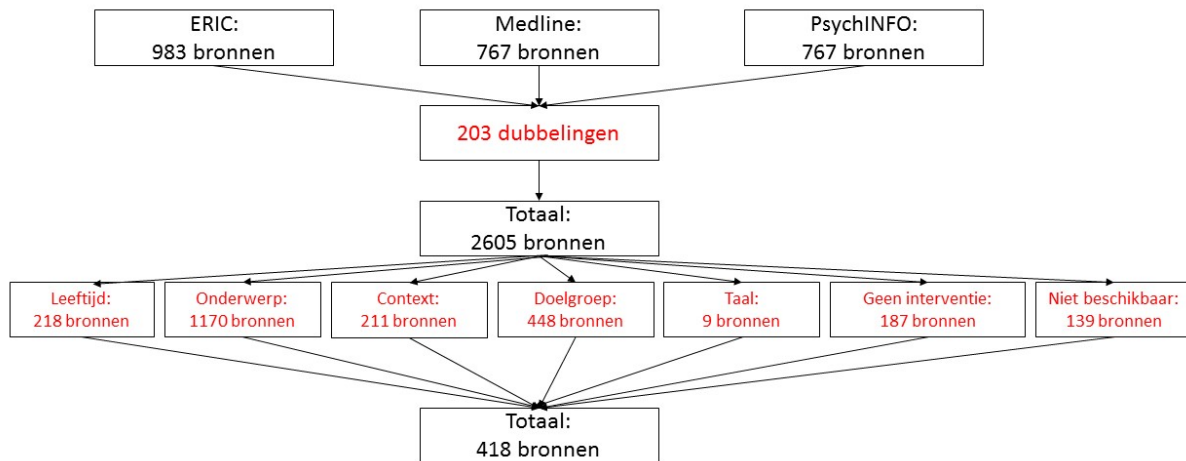 ERIC:
983 bronnen
Medline:
767 bronnen
PsychINFO:
767 bronnen
203 dubbelingen
Totaal:
2605 bronnen
Leeftijd:
218 bronnen
Onderwerp:
1170 bronnen
Context:
211 bronnen
Doelgroep:
448 bronnen
Taal:
9 bronnen
Geen interventie:
187 bronnen
Niet beschikbaar:
139 bronnen
Totaal:
418 bronnen